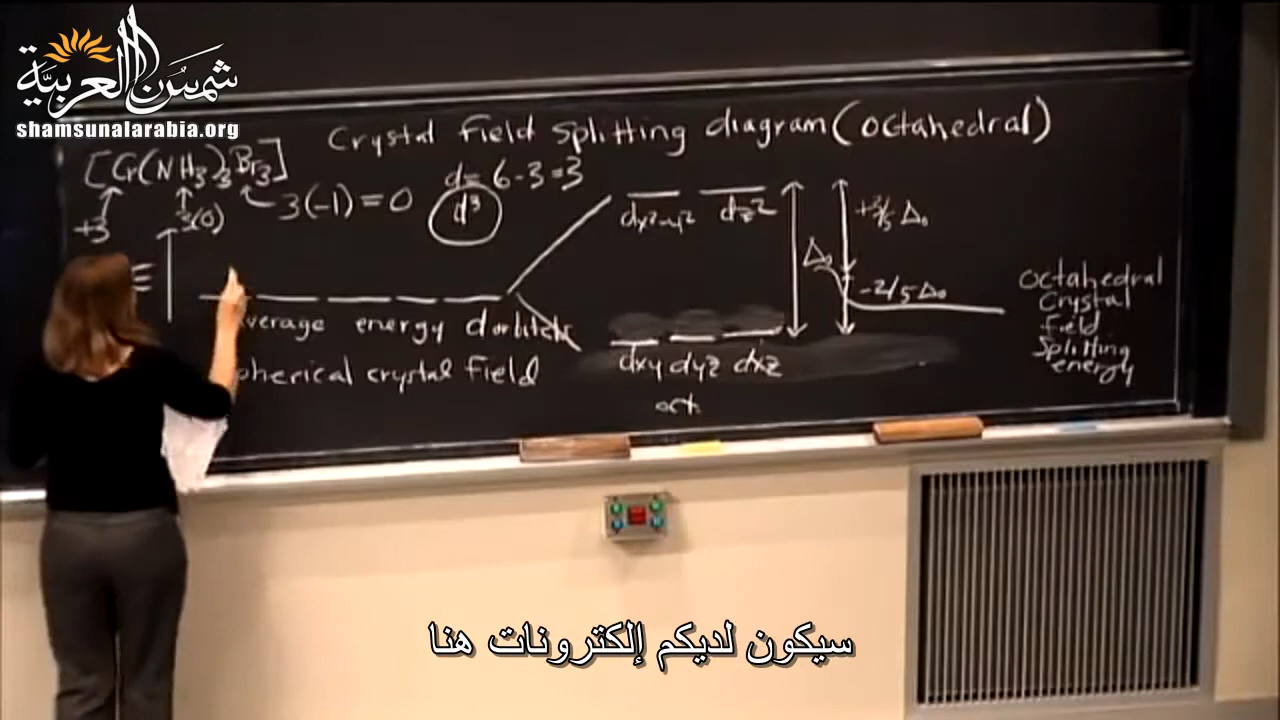 شمس العربية
shamsunalarabia.org
Crystal Field Splitting diagram (Octahedral)
[Cr(NH3)3Br3]
d = 6-3=3
+3
3(0)
3(-1) = 0
d³
E
average energy d orbitals
spherical crystal field
dx²-y² dz²
dxy dyz dxz
oct.
Δo
+3/5 Δo
-2/5 Δo
Octahedral
Crystal
Field
Splitting
energy
سيكون لديكم إلكترونات هنا